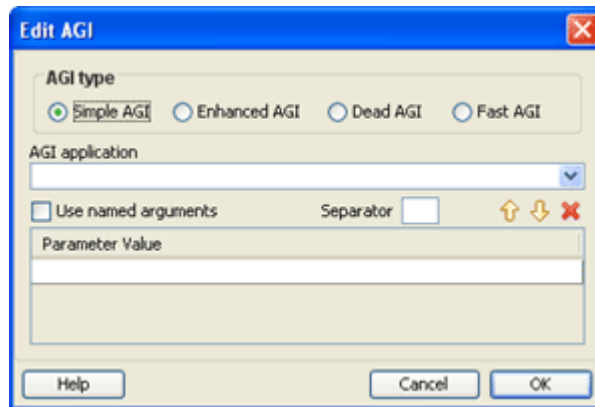 Edit AGI
AGI type
Simple AGI Enhanced AGI Dead AGI Fast AGI
AGI application
Use named arguments Separator
Parameter Value
Help Cancel OK